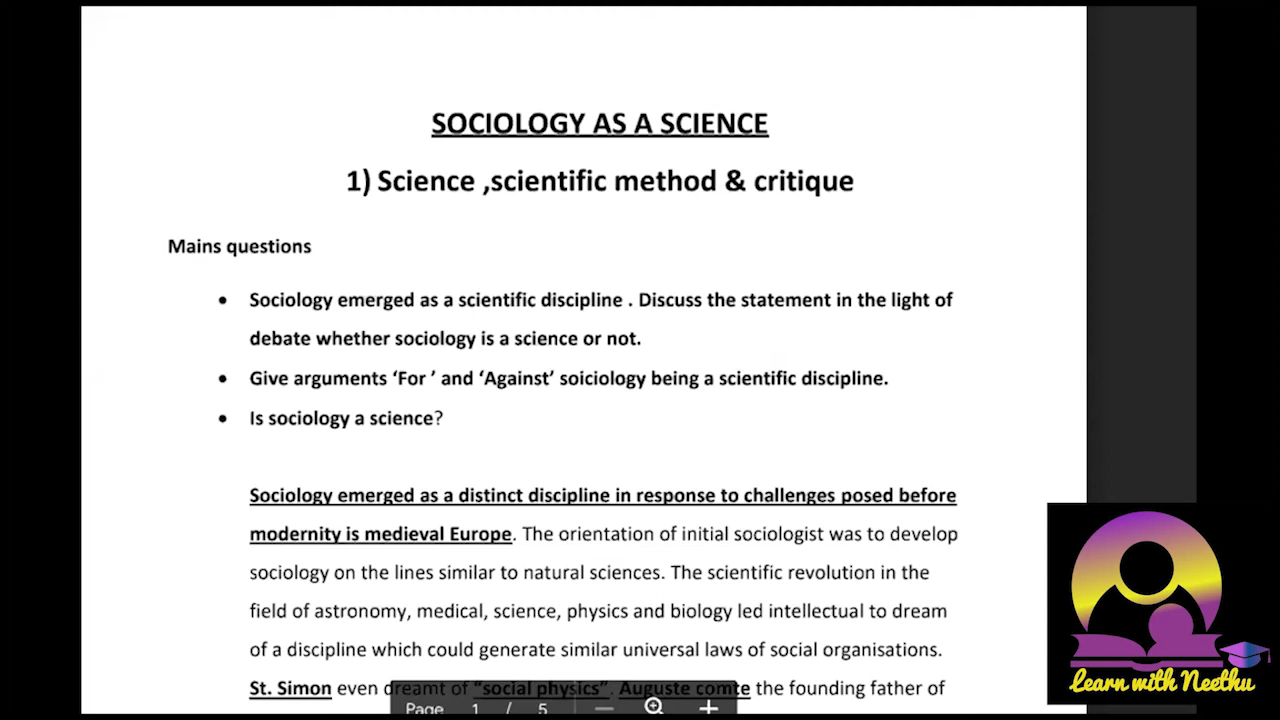 SOCIOLOGY AS A SCIENCE
1) Science ,scientific method & critique
Mains questions
• Sociology emerged as a scientific discipline . Discuss the statement in the light of
debate whether sociology is a science or not.
• Give arguments ‘For ’ and ‘Against’ soiciology being a scientific discipline.
• Is sociology a science?
Sociology emerged as a distinct discipline in response to challenges posed before
modernity is medieval Europe. The orientation of initial sociologist was to develop
sociology on the lines similar to natural sciences. The scientific revolution in the
field of astronomy, medical, science, physics and biology led intellectual to dream
of a discipline which could generate similar universal laws of social organisations.
St. Simon even dreamt of “social physics”. Auguste comte the founding father of
Page 1 / 5
Learn with Neethu